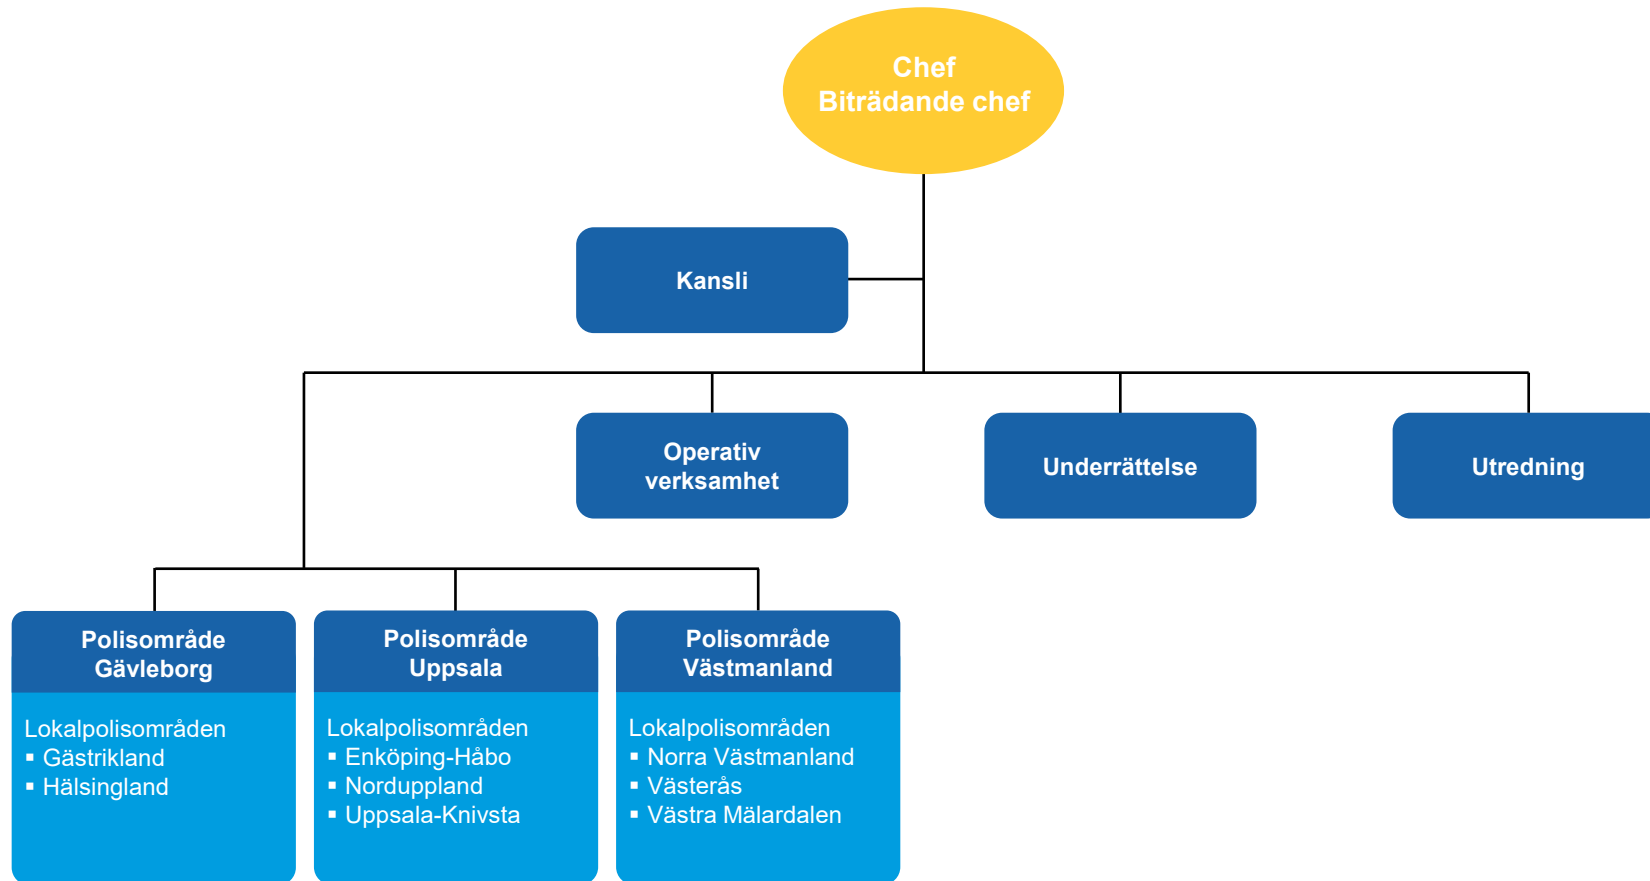 Chef
Biträdande chef
Kansli
Operativ
verksamhet
Underrättelse
Utredning
Polisområde
Gävleborg
Lokalpolisområden
▪ Gästrikland
▪ Hälsingland
Polisområde
Uppsala
Lokalpolisområden
▪ Enköping-Håbo
▪ Norduppland
▪ Uppsala-Knivsta
Polisområde
Västmanland
Lokalpolisområden
▪ Norra Västmanland
▪ Västerås
▪ Västra Mälardalen